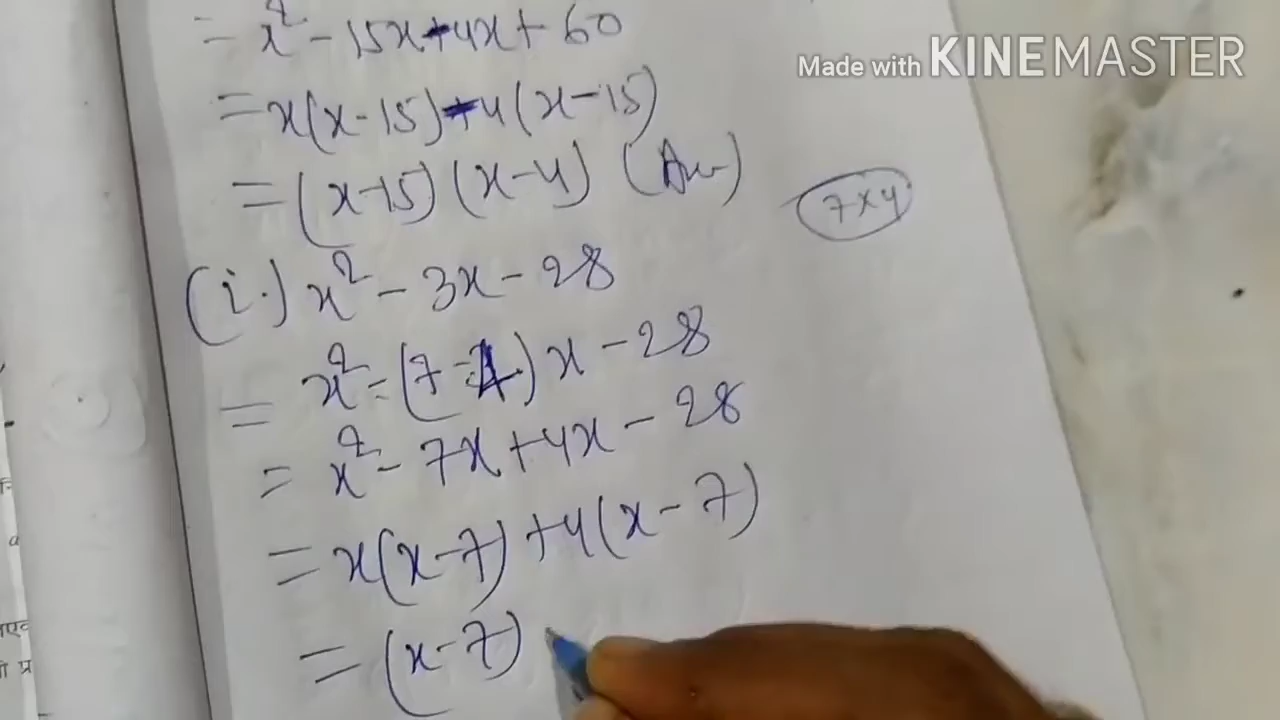 = x² - 15x - 4x + 60
Made with KINEMASTER
= x(x-15) - 4(x-15)
= (x-15) (x-4) (Ans)
7×4
(i.) x² - 3x - 28
= x² - (7-4)x - 28
= x² - 7x + 4x - 28
= x(x-7) + 4(x-7)
= (x-7)